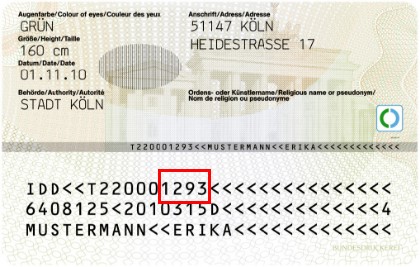 Augenfarbe/Colour of eyes/Couleur des yeux
GRÜN
Größe/Height/Taille
160 cm
Datum/Date/Date
01.11.10
Behörde/Authority/Autorité
STADT KÖLN
Anschrift/Address/Adresse
51147 KÖLN
HEIDESTRASSE 17
Ordens- oder Künstlername/Religious name or pseudonym/
Nom de religion ou pseudonyme
T220001293<<MUSTERMANN<<ERIKA<<<<<<<<<<<<<
IDD<<T220001293<<<<<<<<<<<<<<<
6408125<2010315D<<<<<<<<<<<<<4
MUSTERMANN<<ERIKA<<<<<<<<<<<<<
BUNDESDRUCKEREI